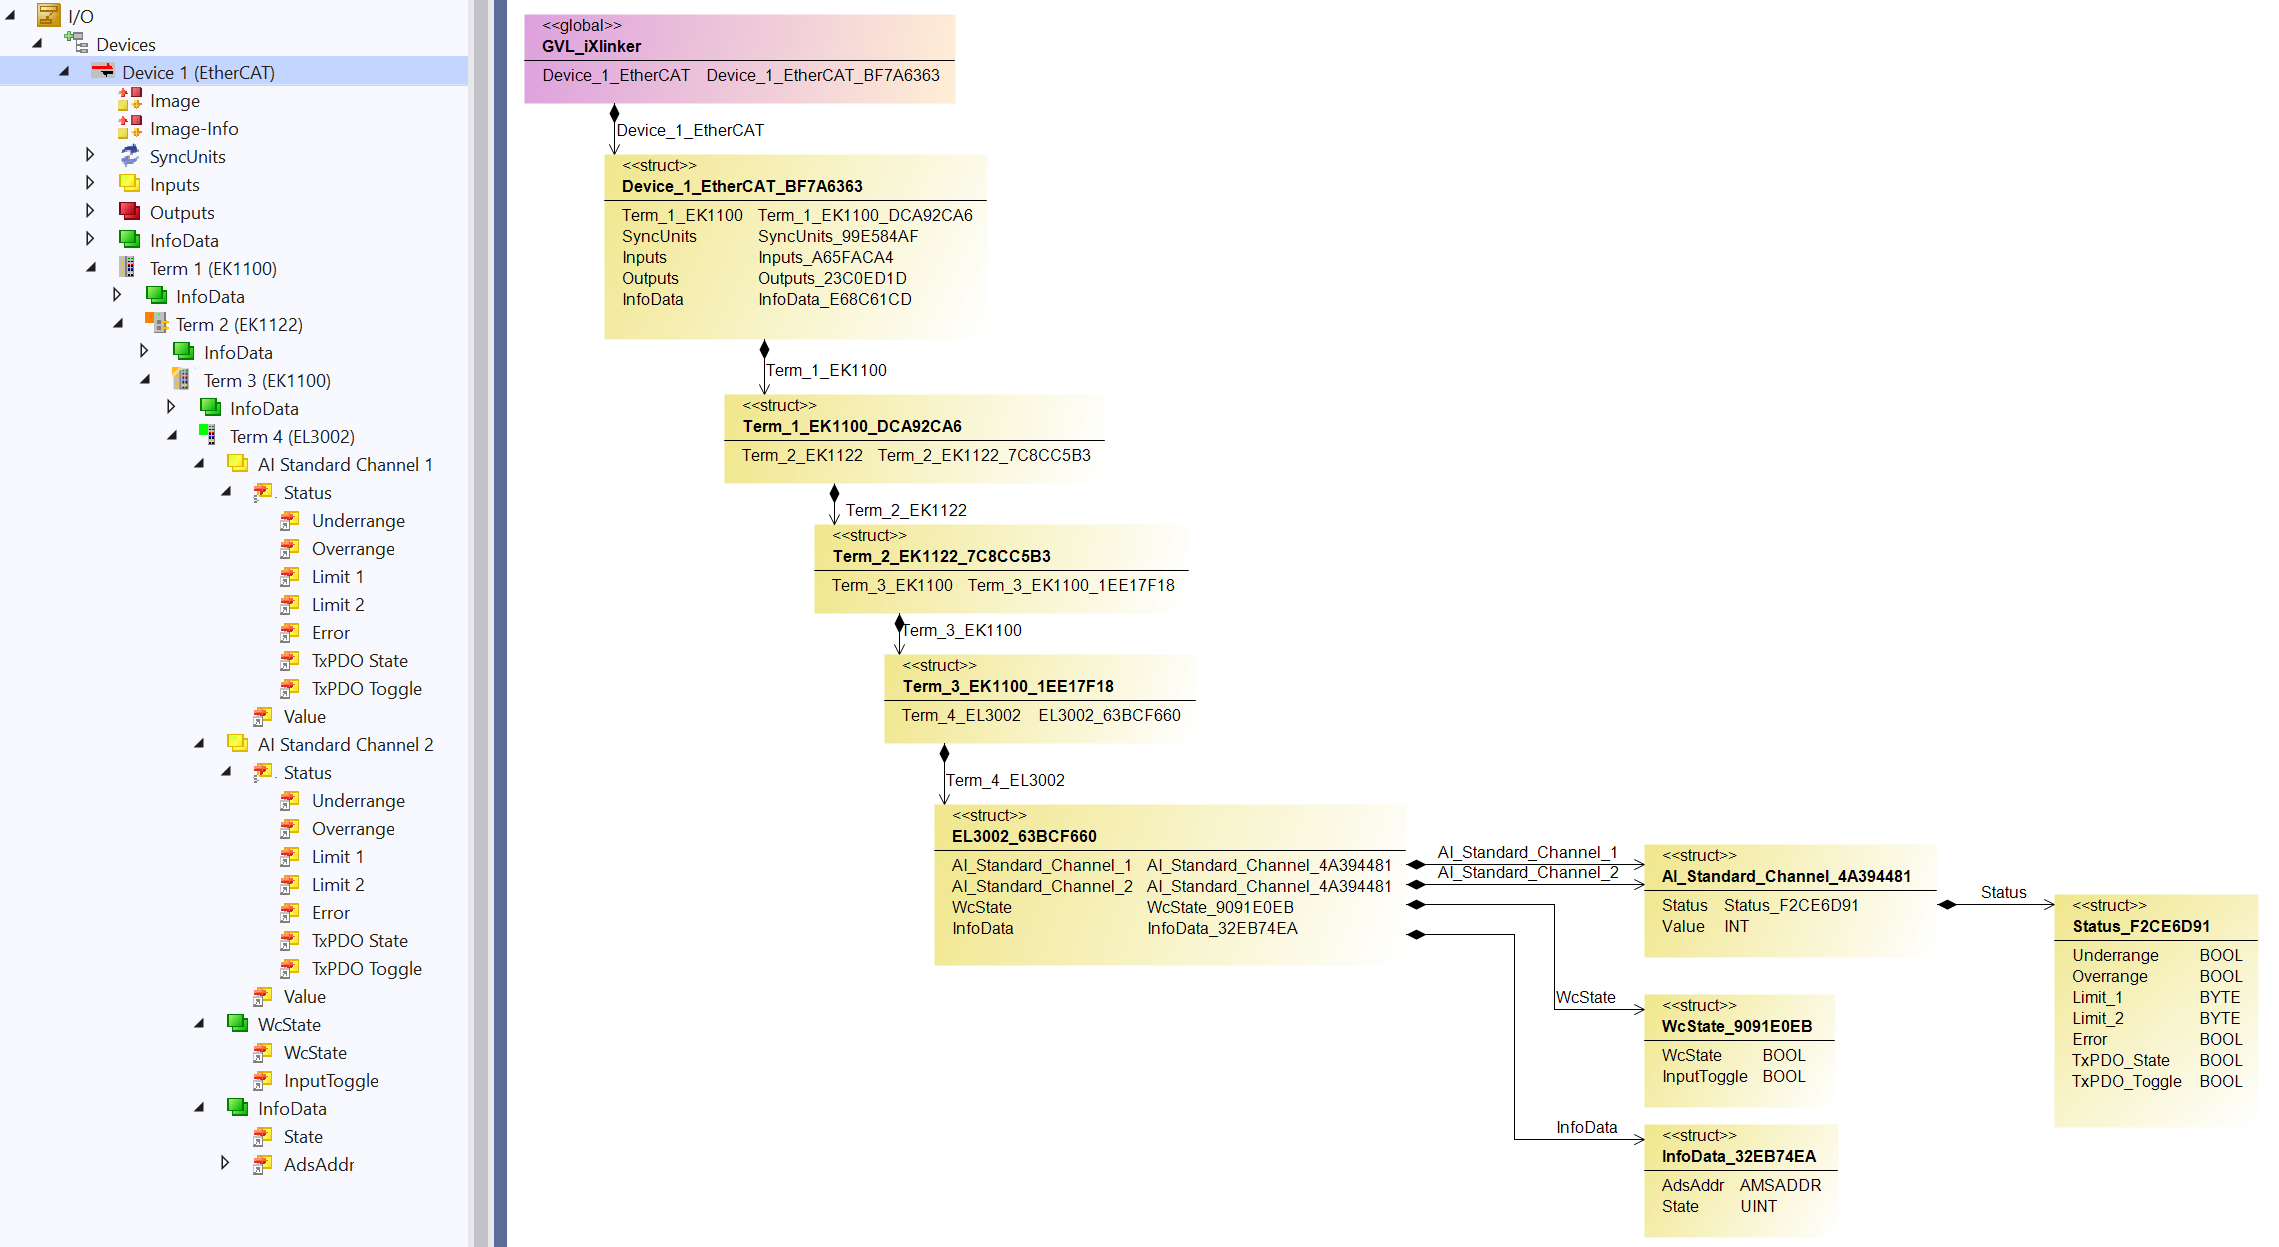 I/O
Devices
Device 1 (EtherCAT)
Image
Image-Info
SyncUnits
Inputs
Outputs
InfoData
Term 1 (EK1100)
InfoData
Term 2 (EK1122)
InfoData
Term 3 (EK1100)
InfoData
Term 4 (EL3002)
AI Standard Channel 1
Status
Underrange
Overrange
Limit 1
Limit 2
Error
TxPDO State
TxPDO Toggle
Value
AI Standard Channel 2
Status
Underrange
Overrange
Limit 1
Limit 2
Error
TxPDO State
TxPDO Toggle
Value
WcState
WcState
InputToggle
InfoData
State
AdsAddr
<<global>>
GVL_iXlinker
Device_1_EtherCAT Device_1_EtherCAT_BF7A6363
Device_1_EtherCAT
<<struct>>
Device_1_EtherCAT_BF7A6363
Term_1_EK1100 Term_1_EK1100_DCA92CA6
SyncUnits SyncUnits_99E584AF
Inputs Inputs_A65FACA4
Outputs Outputs_23C0ED1D
InfoData InfoData_E68C61CD
Term_1_EK1100
<<struct>>
Term_1_EK1100_DCA92CA6
Term_2_EK1122 Term_2_EK1122_7C8CC5B3
Term_2_EK1122
<<struct>>
Term_2_EK1122_7C8CC5B3
Term_3_EK1100 Term_3_EK1100_1EE17F18
Term_3_EK1100
<<struct>>
Term_3_EK1100_1EE17F18
Term_4_EL3002 EL3002_63BCF660
Term_4_EL3002
<<struct>>
EL3002_63BCF660
AI_Standard_Channel_1 AI_Standard_Channel_4A394481
AI_Standard_Channel_2 AI_Standard_Channel_4A394481
WcState WcState_9091E0EB
InfoData InfoData_32EB74EA
AI_Standard_Channel_1
AI_Standard_Channel_2
<<struct>>
AI_Standard_Channel_4A394481
Status Status_F2CE6D91
Value INT
Status
<<struct>>
Status_F2CE6D91
Underrange BOOL
Overrange BOOL
Limit_1 BYTE
Limit_2 BYTE
Error BOOL
TxPDO_State BOOL
TxPDO_Toggle BOOL
WcState
<<struct>>
WcState_9091E0EB
WcState BOOL
InputToggle BOOL
InfoData
<<struct>>
InfoData_32EB74EA
AdsAddr AMSADDR
State UINT